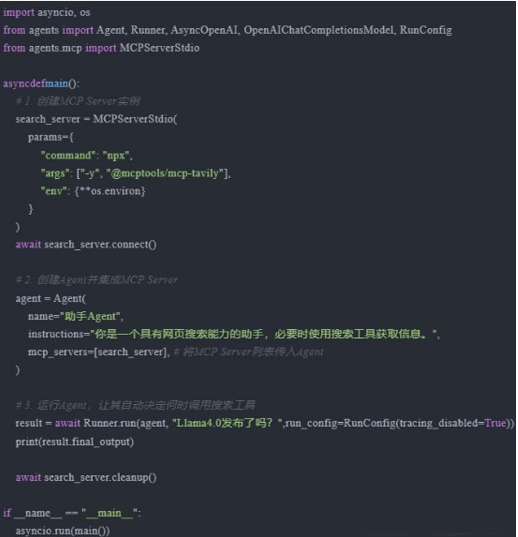 import asyncio, os
from agents import Agent, Runner, AsyncOpenAI, OpenAIChatCompletionsModel, RunConfig
from agents.mcp import MCPServerStdio
asyncdefmain():
# 1. 创建MCP Server实例
search_server = MCPServerStdio(
params={
"command": "npx",
"args": ["-y", "@mcptools/mcp-tavily"],
"env": {**os.environ}
}
)
await search_server.connect()
# 2. 创建Agent并集成MCP Server
agent = Agent(
name="助手Agent",
instructions="你是一个具有网页搜索能力的助手，必要时使用搜索工具获取信息。",
mcp_servers=[search_server], # 将MCP Server列表传入Agent
)
# 3. 运行Agent，让其自动决定何时调用搜索工具
result = await Runner.run(agent, "Llama4.0发布了吗？",run_config=RunConfig(tracing_disabled=True))
print(result.final_output)
await search_server.cleanup()
if __name__ == "__main__":
asyncio.run(main())